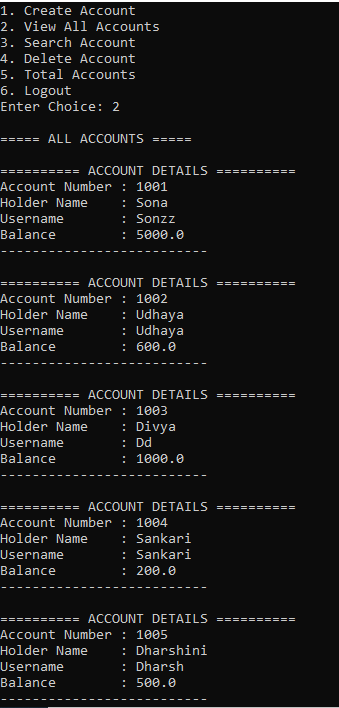 1. Create Account
2. View All Accounts
3. Search Account
4. Delete Account
5. Total Accounts
6. Logout
Enter Choice: 2
===== ALL ACCOUNTS =====
========== ACCOUNT DETAILS ==========
Account Number : 1001
Holder Name    : Sona
Username       : Sonzz
Balance        : 5000.0
--------------------------
========== ACCOUNT DETAILS ==========
Account Number : 1002
Holder Name    : Udhaya
Username       : Udhaya
Balance        : 600.0
--------------------------
========== ACCOUNT DETAILS ==========
Account Number : 1003
Holder Name    : Divya
Username       : Dd
Balance        : 1000.0
--------------------------
========== ACCOUNT DETAILS ==========
Account Number : 1004
Holder Name    : Sankari
Username       : Sankari
Balance        : 200.0
--------------------------
========== ACCOUNT DETAILS ==========
Account Number : 1005
Holder Name    : Dharshini
Username       : Dharsh
Balance        : 500.0
--------------------------